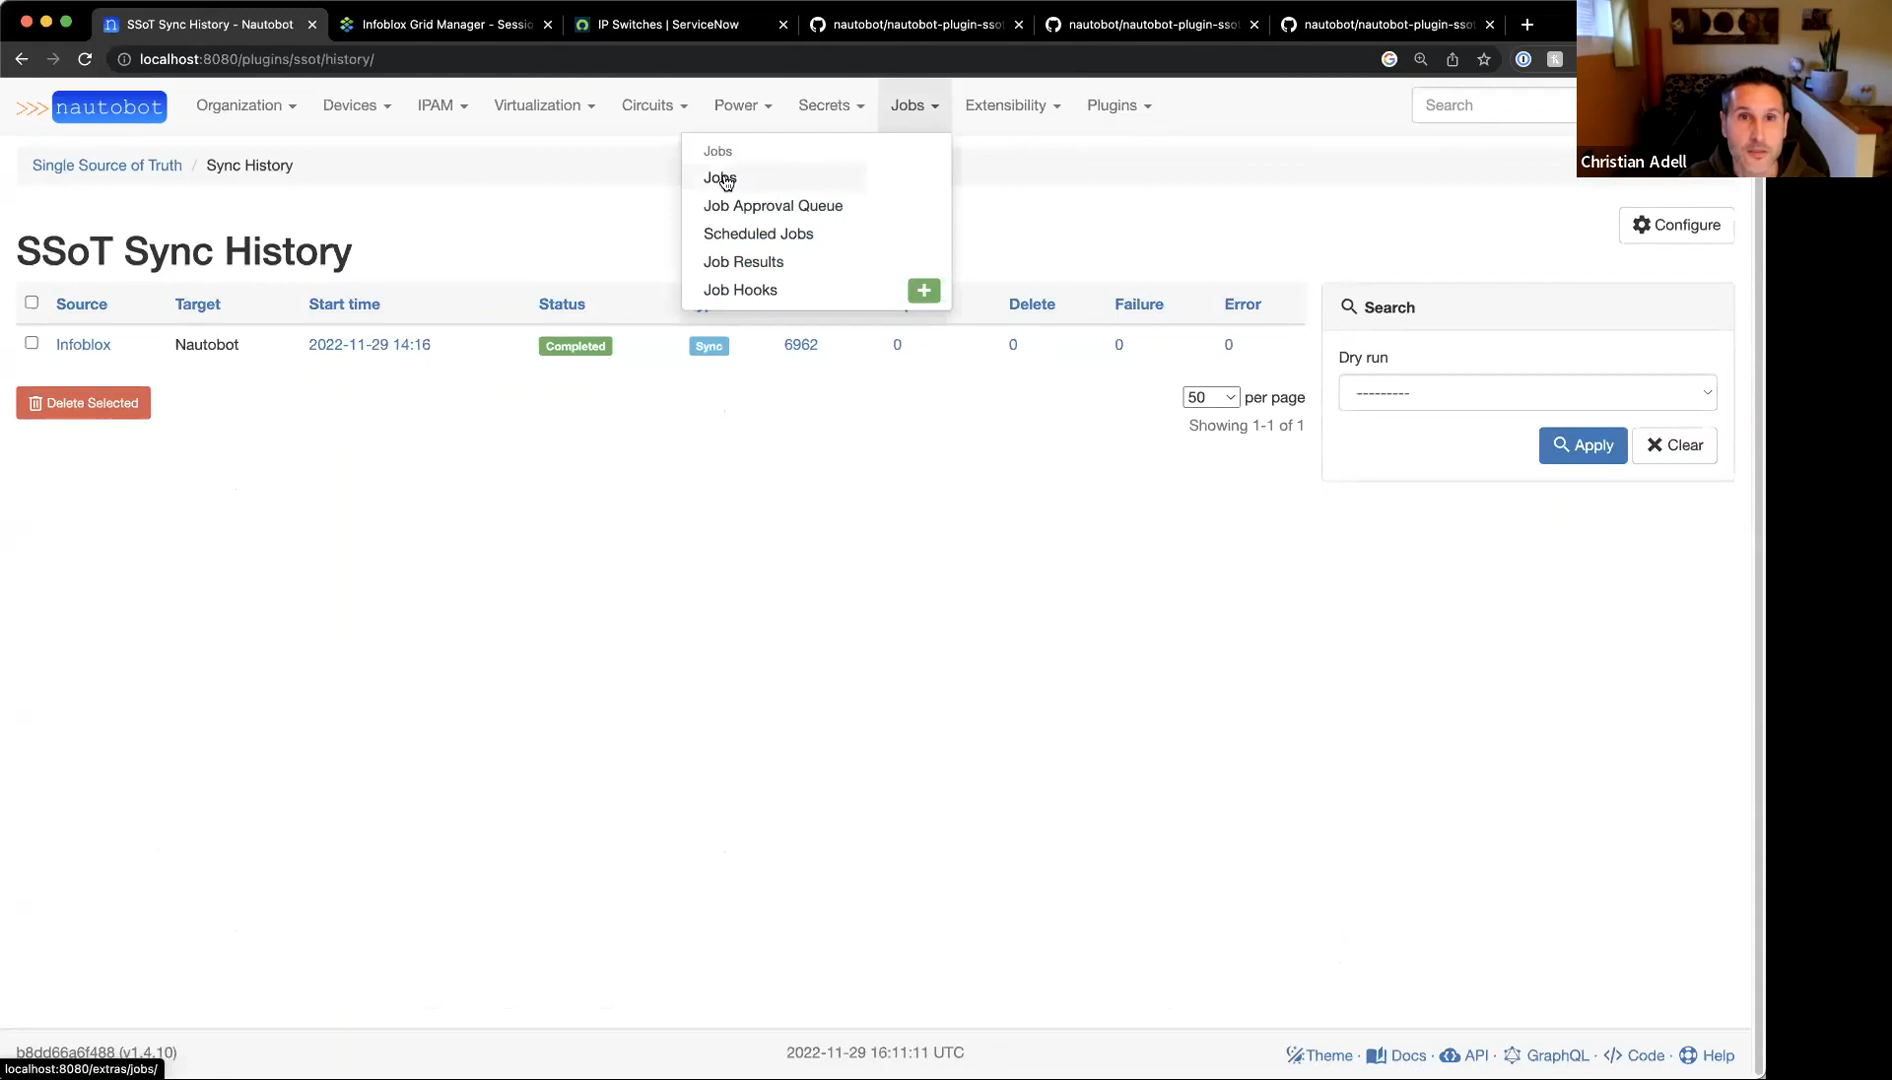 SSoT Sync History - Nautobot
Infoblox Grid Manager - Sessio
IP Switches | ServiceNow
nautobot/nautobot-plugin-ssot
nautobot/nautobot-plugin-ssot
nautobot/nautobot-plugin-ssot
localhost:8080/plugins/ssot/history/
nautobot
Organization
Devices
IPAM
Virtualization
Circuits
Power
Secrets
Jobs
Extensibility
Plugins
Search
Christian Adell
Single Source of Truth / Sync History
Jobs
Jobs
Job Approval Queue
Scheduled Jobs
Job Results
Job Hooks
Configure
SSoT Sync History
Source Target Start time Status Delete Failure Error
Infoblox Nautobot 2022-11-29 14:16 Completed Sync 6962 0 0 0 0
Delete Selected
50 per page
Showing 1-1 of 1
Search
Dry run
---------
Apply
Clear
b8dd66a6f488 (v1.4.10)
2022-11-29 16:11:11 UTC
Theme · Docs · API · GraphQL · Code · Help
localhost:8080/extras/jobs/